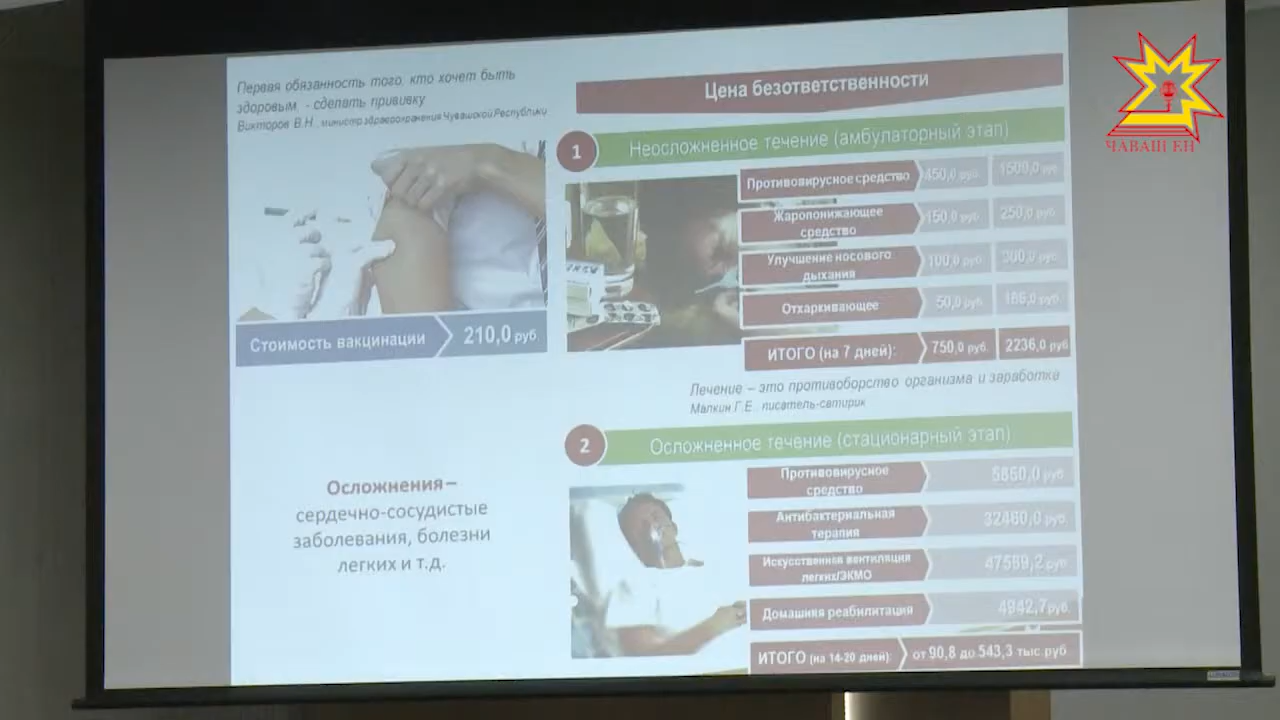 Первая обязанность того, кто хочет быть
здоровым, - сделать прививку
Викторов В.Н., министр здравоохранения Чувашской Республики
Стоимость вакцинации 210,0 руб
Осложнения –
сердечно-сосудистые
заболевания, болезни
легких и т.д.
Цена безответственности
1 Неосложненное течение (амбулаторный этап)
Противовирусное средство 450,0 руб. 1500,0 руб.
Жаропонижающее
средство 150,0 руб. 250,0 руб.
Улучшение носового
дыхания 100,0 руб. 300,0 руб.
Отхаркивающее 50,0 руб.
ИТОГО (на 7 дней): 750,0 руб. 2236,0 руб
Лечение – это противоборство организма и заработка
Малкин Г.Е., писатель-сатирик
2 Осложненное течение (стационарный этап)
Противовирусное
средство руб.
Антибактериальная
терапия 32460,0 руб.
Искусственная вентиляция
легких/ЭКМО руб.
Домашняя реабилитация 4942,7 руб.
ИТОГО (на 14-20 дней): от 90,8 до 543,3 тыс руб
ЧӐВАШ ЕН